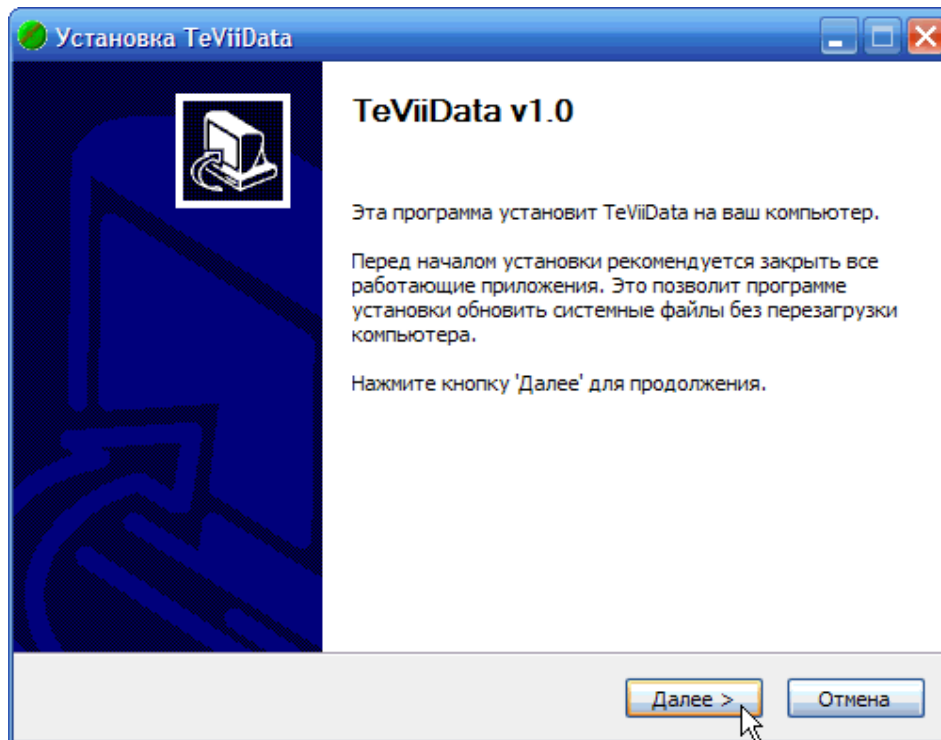 Установка TeViiData
TeViiData v1.0
Эта программа установит TeViiData на ваш компьютер.
Перед началом установки рекомендуется закрыть все
работающие приложения. Это позволит программе
установки обновить системные файлы без перезагрузки
компьютера.
Нажмите кнопку 'Далее' для продолжения.
Далее >
Отмена